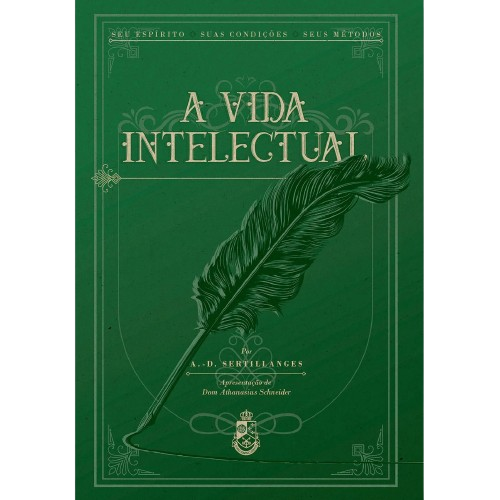 SEU ESPÍRITO SUAS CONDIÇÕES SEUS MÉTODOS
A VIDA
INTELECTUAL
Por
A.-D. SERTILLANGES
Apresentação de
Dom Athanasius Schneider